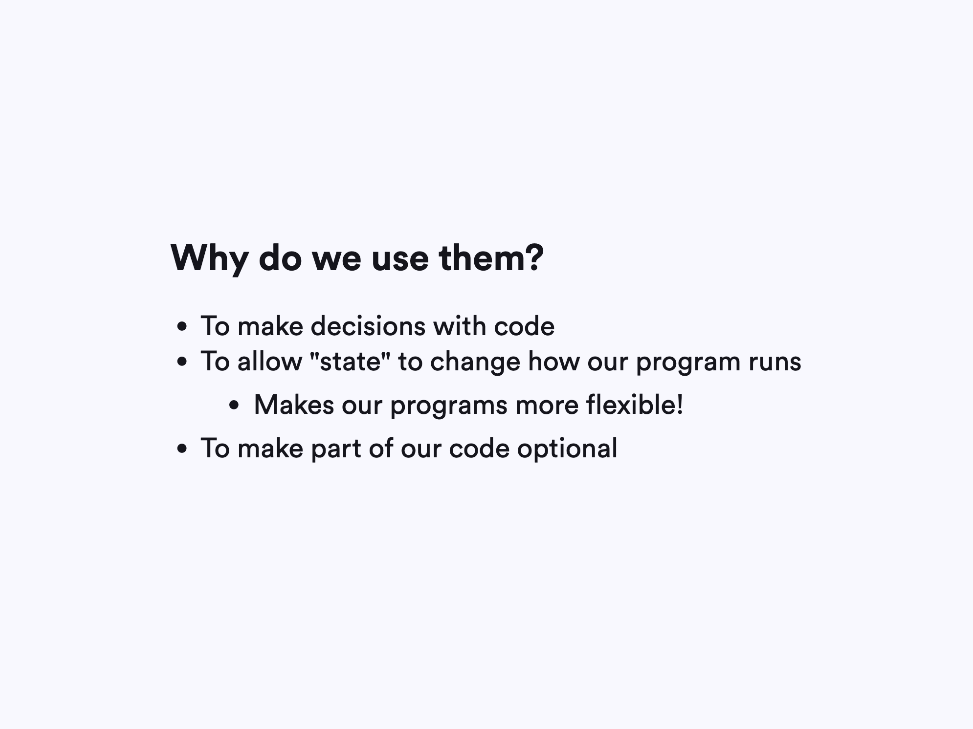 Why do we use them?
• To make decisions with code
• To allow "state" to change how our program runs
• Makes our programs more flexible!
• To make part of our code optional